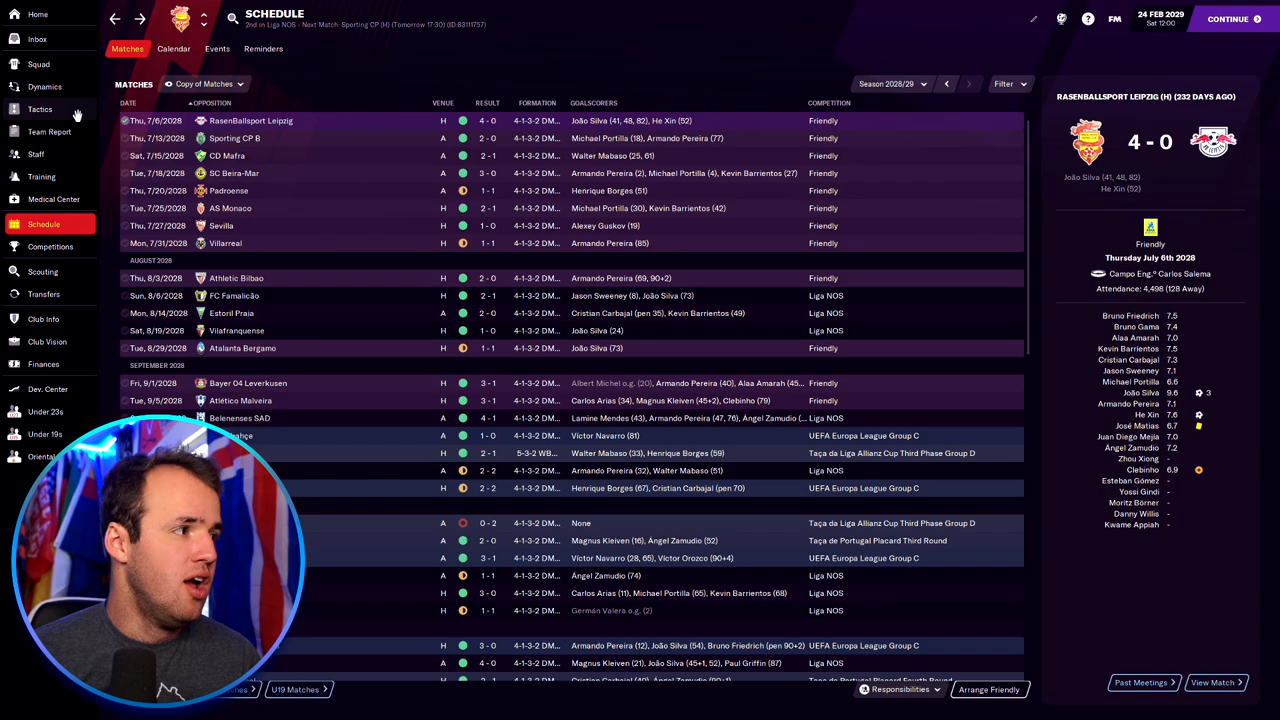 Home
Inbox
Squad
Dynamics
Tactics
Team Report
Staff
Training
Medical Center
Schedule
Competitions
Scouting
Transfers
Club Info
Club Vision
Finances
Dev. Center
Under 23s
Under 19s
SCHEDULE
2nd in Liga NOS - Next Match: Sporting CP (H) (Tomorrow 17:30) (ID:83111757)
FM
24 FEB 2029
Sat 12:00
CONTINUE
Matches Calendar Events Reminders
MATCHES Copy of Matches Season 2028/29 Filter
DATE OPPOSITION VENUE RESULT FORMATION GOALSCORERS COMPETITION
Thu, 7/6/2028 RasenBallsport Leipzig H 4 - 0 4-1-3-2 DM... João Silva (41, 48, 82), He Xin (52) Friendly
Thu, 7/13/2028 Sporting CP B A 2 - 0 4-1-3-2 DM... Michael Portilla (18), Armando Pereira (77) Friendly
Sat, 7/15/2028 CD Mafra A 2 - 1 4-1-3-2 DM... Walter Mabaso (25, 61) Friendly
Tue, 7/18/2028 SC Beira-Mar A 3 - 0 4-1-3-2 DM... Armando Pereira (2), Michael Portilla (4), Kevin Barrientos (27) Friendly
Thu, 7/20/2028 Padroense A 1 - 1 4-1-3-2 DM... Henrique Borges (51) Friendly
Tue, 7/25/2028 AS Monaco H 2 - 1 4-1-3-2 DM... Michael Portilla (30), Kevin Barrientos (42) Friendly
Thu, 7/27/2028 Sevilla H 1 - 0 4-1-3-2 DM... Alexey Guskov (19) Friendly
Mon, 7/31/2028 Villarreal H 1 - 1 4-1-3-2 DM... Armando Pereira (85) Friendly
AUGUST 2028
Thu, 8/3/2028 Athletic Bilbao H 2 - 0 4-1-3-2 DM... Armando Pereira (69, 90+2) Friendly
Sun, 8/6/2028 FC Famalicão A 2 - 1 4-1-3-2 DM... Jason Sweeney (8), João Silva (73) Liga NOS
Mon, 8/14/2028 Estoril Praia A 2 - 0 4-1-3-2 DM... Cristian Carbajal (pen 35), Kevin Barrientos (49) Liga NOS
Sat, 8/19/2028 Vilafranquense H 1 - 0 4-1-3-2 DM... João Silva (24) Liga NOS
Tue, 8/29/2028 Atalanta Bergamo H 1 - 1 4-1-3-2 DM... João Silva (73) Friendly
SEPTEMBER 2028
Fri, 9/1/2028 Bayer 04 Leverkusen H 3 - 1 4-1-3-2 DM... Albert Michel o.g. (20), Armando Pereira (40), Alaa Amarah (45... Friendly
Tue, 9/5/2028 Atlético Malveira H 3 - 1 4-1-3-2 DM... Carlos Arias (34), Magnus Kleiven (45+2), Clebinho (79) Friendly
Belenenses SAD A 4 - 1 4-1-3-2 DM... Lamine Mendes (43), Armando Pereira (47, 76), Ángel Zamudio (... Liga NOS
H 1 - 0 4-1-3-2 DM... Víctor Navarro (81) UEFA Europa League Group C
H 2 - 1 5-3-2 WB... Walter Mabaso (33), Henrique Borges (59) Taça da Liga Allianz Cup Third Phase Group D
A 2 - 2 4-1-3-2 DM... Armando Pereira (32), Walter Mabaso (51) Liga NOS
H 2 - 2 4-1-3-2 DM... Henrique Borges (67), Cristian Carbajal (pen 70) UEFA Europa League Group C
A 0 - 2 4-1-3-2 DM... None Taça da Liga Allianz Cup Third Phase Group D
A 2 - 0 4-1-3-2 DM... Magnus Kleiven (16), Ángel Zamudio (52) Taça de Portugal Placard Third Round
A 3 - 1 4-1-3-2 DM... Víctor Navarro (28, 65), Víctor Orozco (90+4) UEFA Europa League Group C
A 1 - 1 4-1-3-2 DM... Ángel Zamudio (74) Liga NOS
H 3 - 0 4-1-3-2 DM... Carlos Arias (11), Michael Portilla (65), Kevin Barrientos (68) Liga NOS
H 1 - 1 4-1-3-2 DM... Germán Valera o.g. (2) Liga NOS
H 3 - 0 4-1-3-2 DM... Armando Pereira (12), João Silva (54), Bruno Friedrich (pen 90+2) UEFA Europa League Group C
A 4 - 0 4-1-3-2 DM... Magnus Kleiven (21), João Silva (45+1, 52), Paul Griffin (87) Liga NOS
U19 Matches
Responsibilities Arrange Friendly
RASENBALLSPORT LEIPZIG (H) (232 DAYS AGO)
4 - 0
João Silva (41, 48, 82)
He Xin (52)
Friendly
Thursday July 6th 2028
Campo Eng.º Carlos Salema
Attendance: 4,498 (128 Away)
Bruno Friedrich 7.5
Bruno Gama 7.4
Alaa Amarah 7.0
Kevin Barrientos 7.5
Cristian Carbajal 7.3
Jason Sweeney 7.1
Michael Portilla 6.6
João Silva 9.6 3
Armando Pereira 7.1
He Xin 7.6
José Matias 6.7
Juan Diego Mejía 7.0
Ángel Zamudio 7.2
Zhou Xiong -
Clebinho 6.9
Esteban Gómez -
Yossi Gindi -
Moritz Börner -
Danny Willis -
Kwame Appiah -
Past Meetings View Match